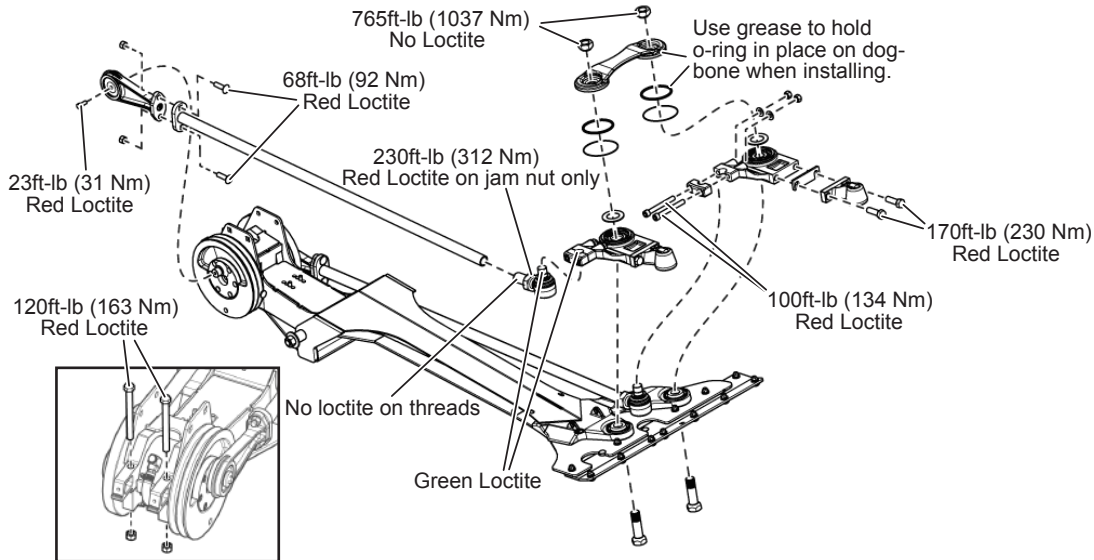 765ft-lb (1037 Nm)
No Loctite
Use grease to hold
o-ring in place on dog-
bone when installing.
68ft-lb (92 Nm)
Red Loctite
230ft-lb (312 Nm)
Red Loctite on jam nut only
23ft-lb (31 Nm)
Red Loctite
170ft-lb (230 Nm)
Red Loctite
100ft-lb (134 Nm)
Red Loctite
120ft-lb (163 Nm)
Red Loctite
No loctite on threads
Green Loctite